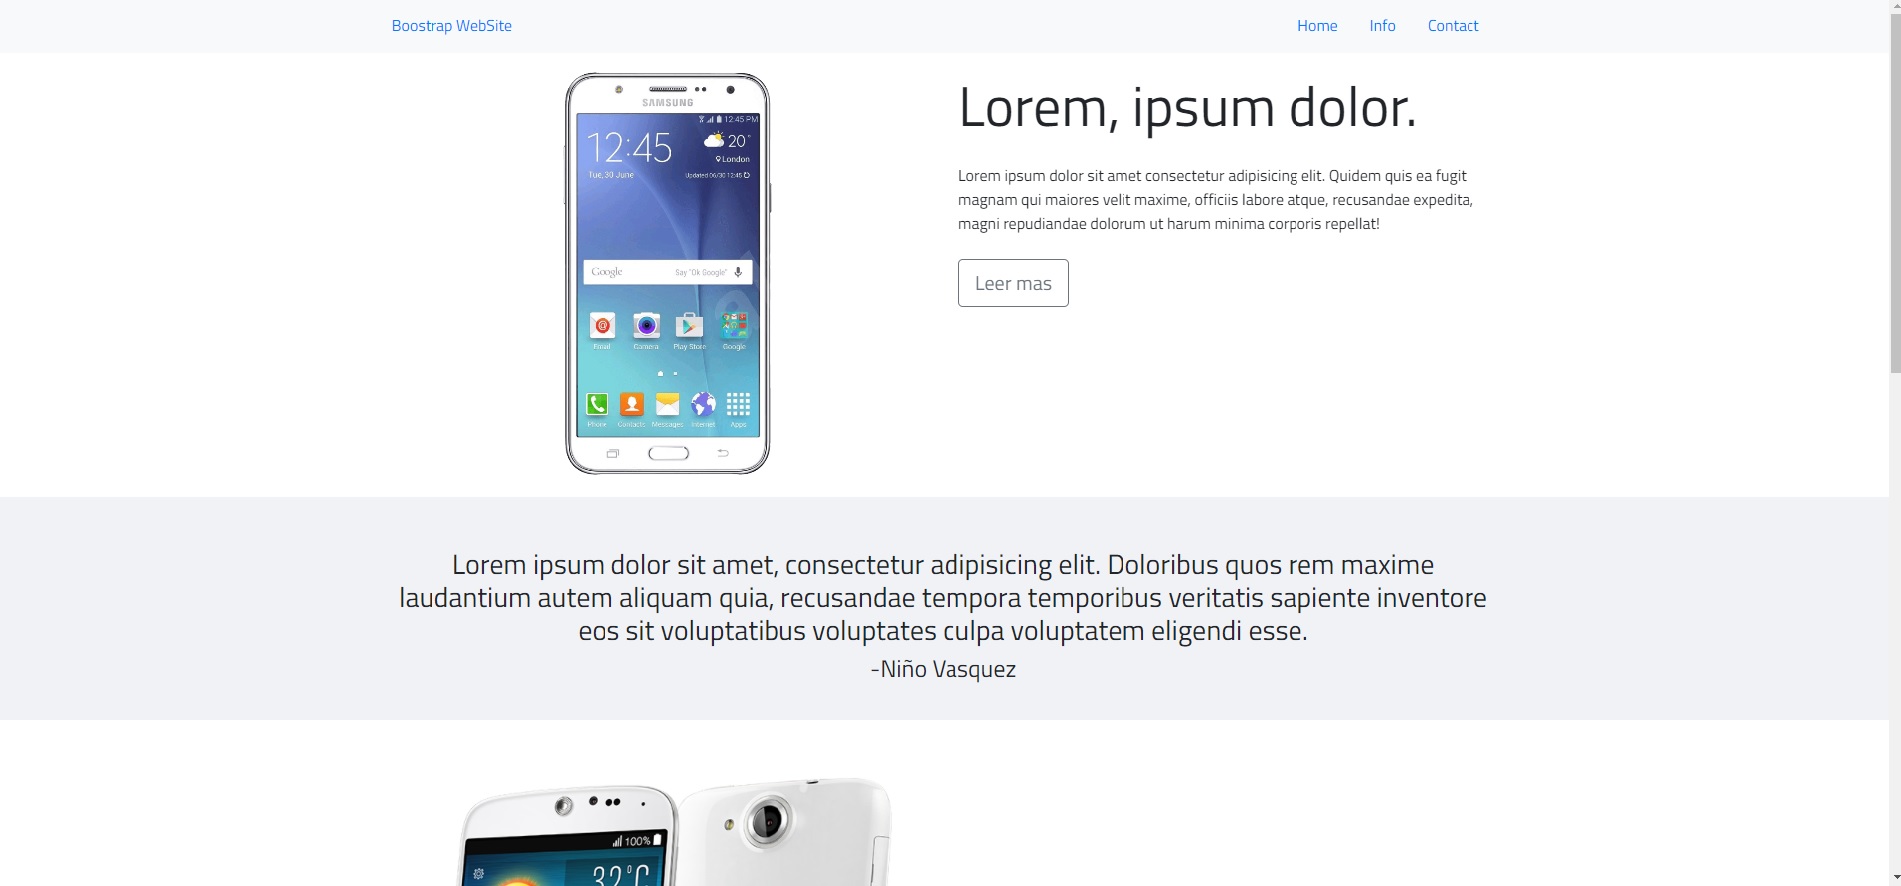 Boostrap WebSite
Home Info Contact
SAMSUNG
12:45 PM
12:45
20°
London
Tue, 30 June
Updated 06/30 12:45
Google
Say "Ok Google"
Email Camera Play Store Google
Phone Contacts Messages Internet Apps
Lorem, ipsum dolor.
Lorem ipsum dolor sit amet consectetur adipisicing elit. Quidem quis ea fugit
magnam qui maiores velit maxime, officiis labore atque, recusandae expedita,
magni repudiandae dolorum ut harum minima corporis repellat!
Leer mas
Lorem ipsum dolor sit amet, consectetur adipisicing elit. Doloribus quos rem maxime
laudantium autem aliquam quia, recusandae tempora temporibus veritatis sapiente inventore
eos sit voluptatibus voluptates culpa voluptatem eligendi esse.
-Niño Vasquez
100%
32°C